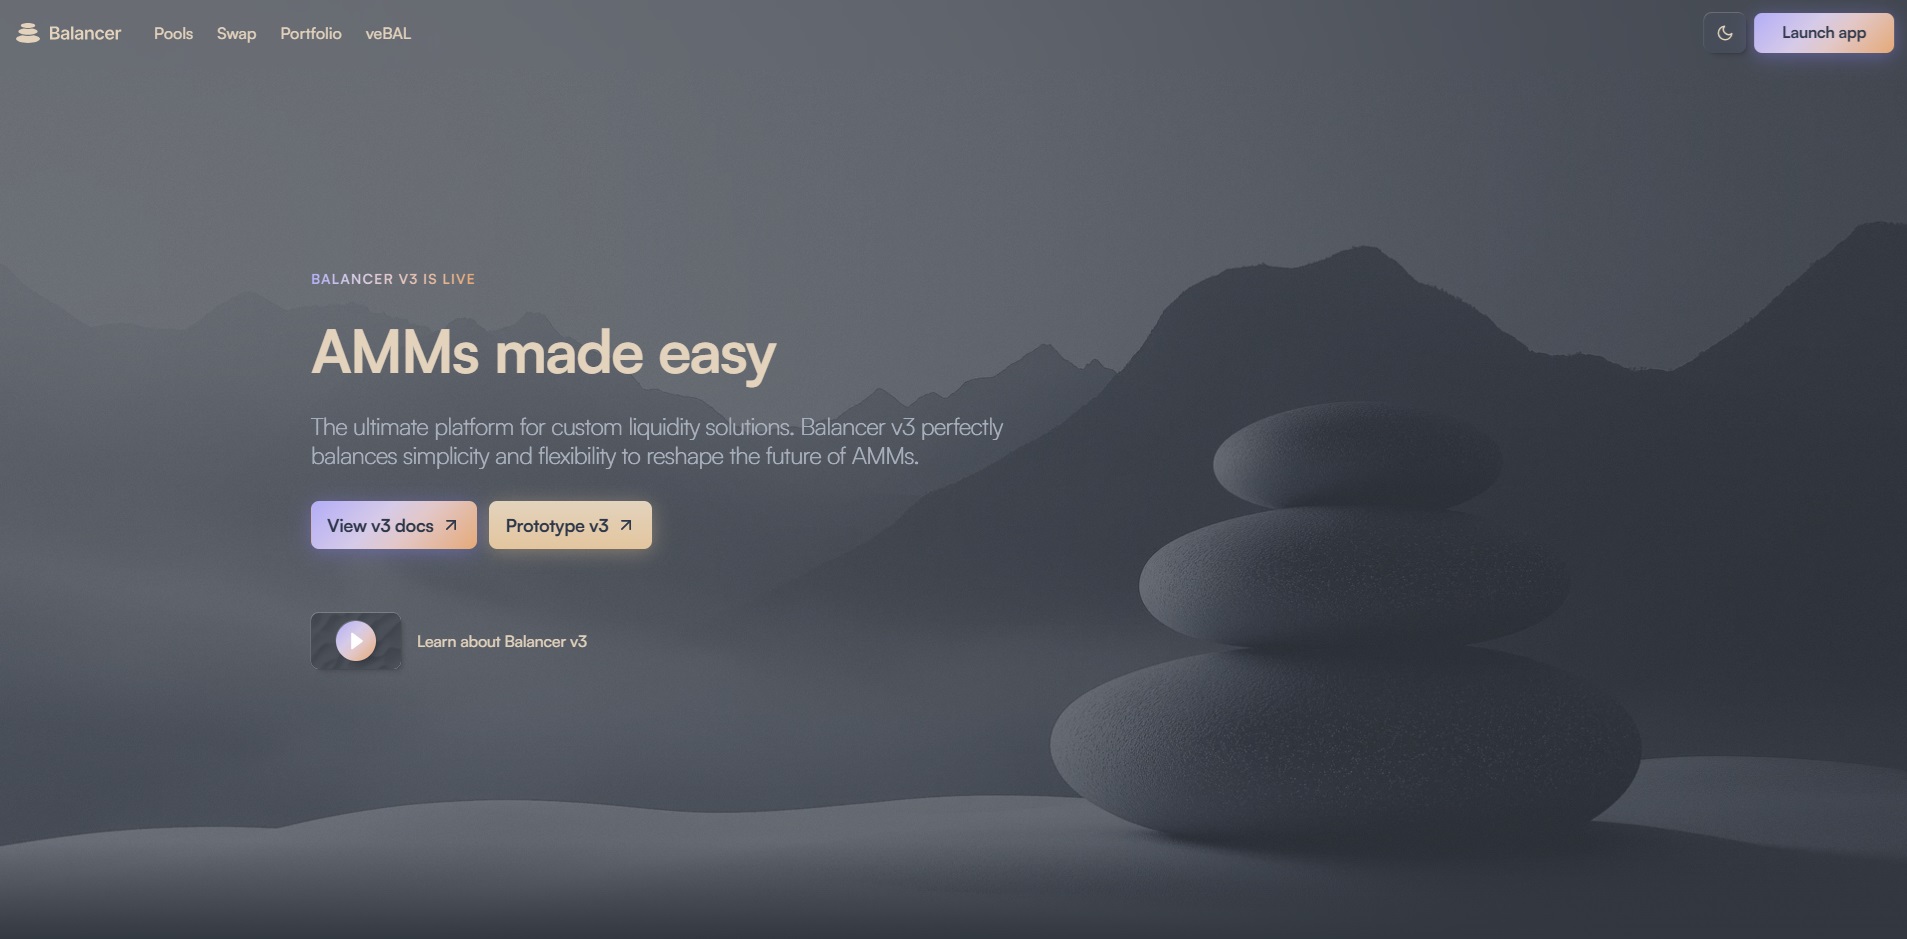 Balancer
Pools
Swap
Portfolio
veBAL
Launch app
BALANCER V3 IS LIVE
AMMs made easy
The ultimate platform for custom liquidity solutions. Balancer v3 perfectly
balances simplicity and flexibility to reshape the future of AMMs.
View v3 docs
Prototype v3
Learn about Balancer v3